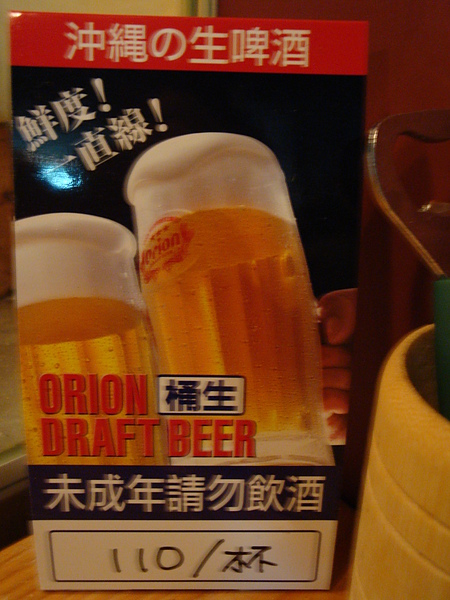 沖縄の生啤酒
鮮度！
一直線！
Orion
ORION 桶生
DRAFT BEER
未成年請勿飲酒
110/杯